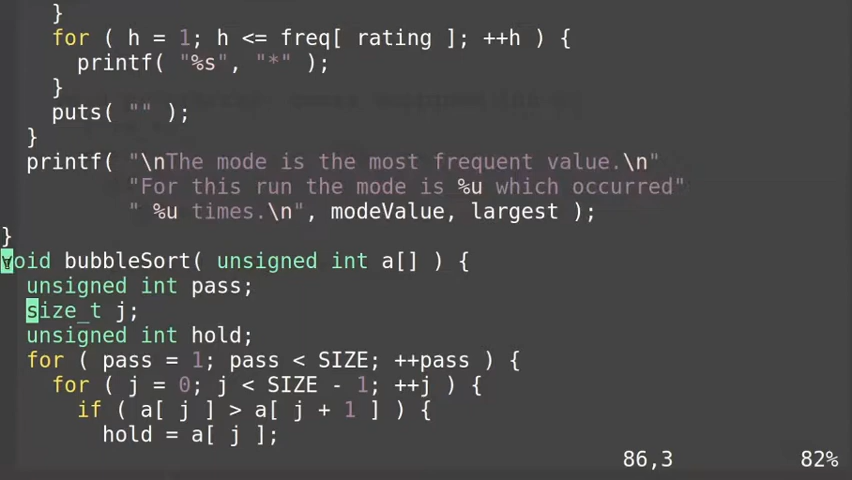 }
for ( h = 1; h <= freq[ rating ]; ++h ) {
printf( "%s", "*" );
}
puts( "" );
}
printf( "\nThe mode is the most frequent value.\n"
"For this run the mode is %u which occurred"
" %u times.\n", modeValue, largest );
}
void bubbleSort( unsigned int a[] ) {
unsigned int pass;
size_t j;
unsigned int hold;
for ( pass = 1; pass < SIZE; ++pass ) {
for ( j = 0; j < SIZE - 1; ++j ) {
if ( a[ j ] > a[ j + 1 ] ) {
hold = a[ j ];
86,3 82%